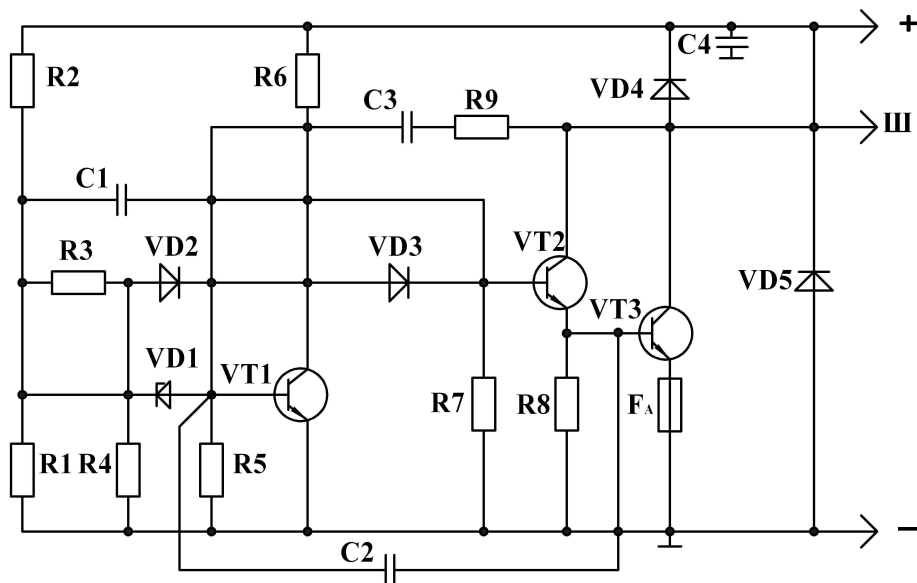 +
C4
R2
R6
VD4
C3
R9
Ш
C1
R3
VD2
VD3
VT2
VD5
VT3
VD1
VT1
R7
R8
FА
R1
R4
R5
C2
−